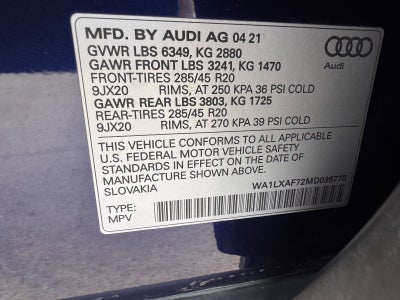 MFD. BY AUDI AG 04 21
GVWR LBS 6349, KG 2880
GAWR FRONT LBS 3241, KG 1470
FRONT-TIRES 285/45 R20
9JX20 RIMS, AT 250 KPA 36 PSI COLD
GAWR REAR LBS 3803, KG 1725
REAR-TIRES 285/45 R20
9JX20 RIMS, AT 270 KPA 39 PSI COLD
Audi
THIS VEHICLE CONFORMS TO ALL APPLICABLE
U.S. FEDERAL MOTOR VEHICLE SAFETY
STANDARDS IN EFFECT ON THE DATE OF
MANUFACTURE SHOWN ABOVE.
SLOVAKIA WA1LXAF72MD036770
TYPE:
MPV